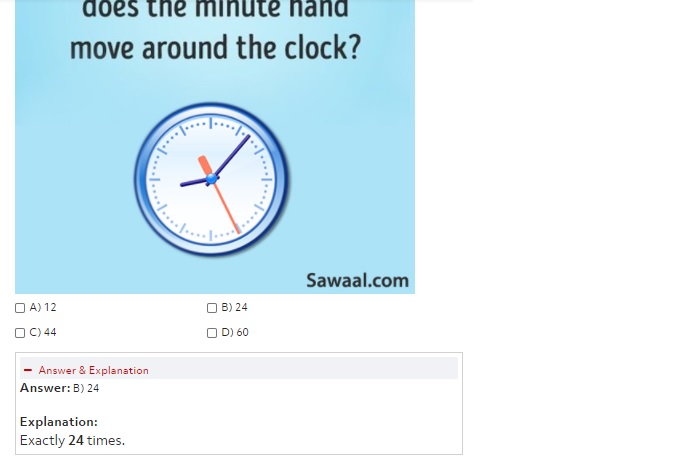 does the minute hand
move around the clock?
Sawaal.com
A) 12
B) 24
C) 44
D) 60
Answer & Explanation
Answer: B) 24
Explanation:
Exactly 24 times.